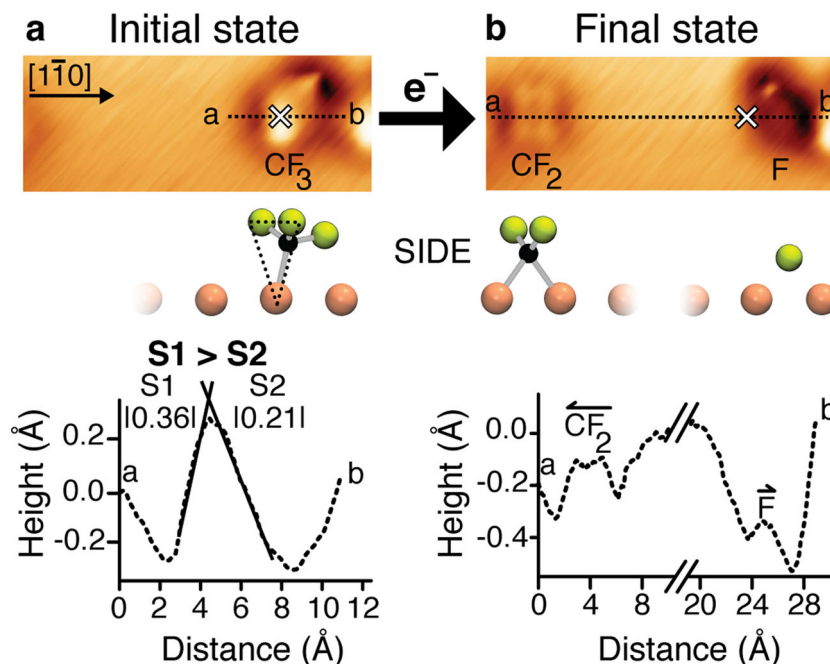 a Initial state
b Final state
[11̄0]
a b
CF3
e–
a b
CF2 F
SIDE
S1 > S2
S1 S2
|0.36| |0.21|
Height (Å)
0.2
0.0
-0.2
a b
0 2 4 6 8 10 12
Distance (Å)
Height (Å)
0.0
-0.2
-0.4
a CF2 F b
0 4 8 20 24 28
Distance (Å)